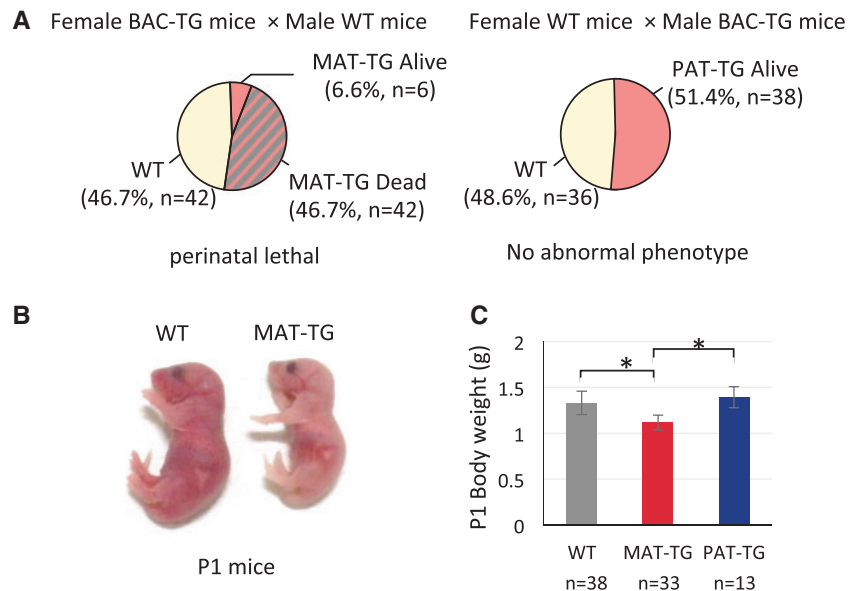 A
Female BAC-TG mice × Male WT mice
Female WT mice × Male BAC-TG mice
MAT-TG Alive
(6.6%, n=6)
WT
(46.7%, n=42)
MAT-TG Dead
(46.7%, n=42)
perinatal lethal
PAT-TG Alive
(51.4%, n=38)
WT
(48.6%, n=36)
No abnormal phenotype
B
WT
MAT-TG
P1 mice
C
P1 Body weight (g)
2
1.5
1
0.5
0
*
*
WT
MAT-TG
PAT-TG
n=38
n=33
n=13